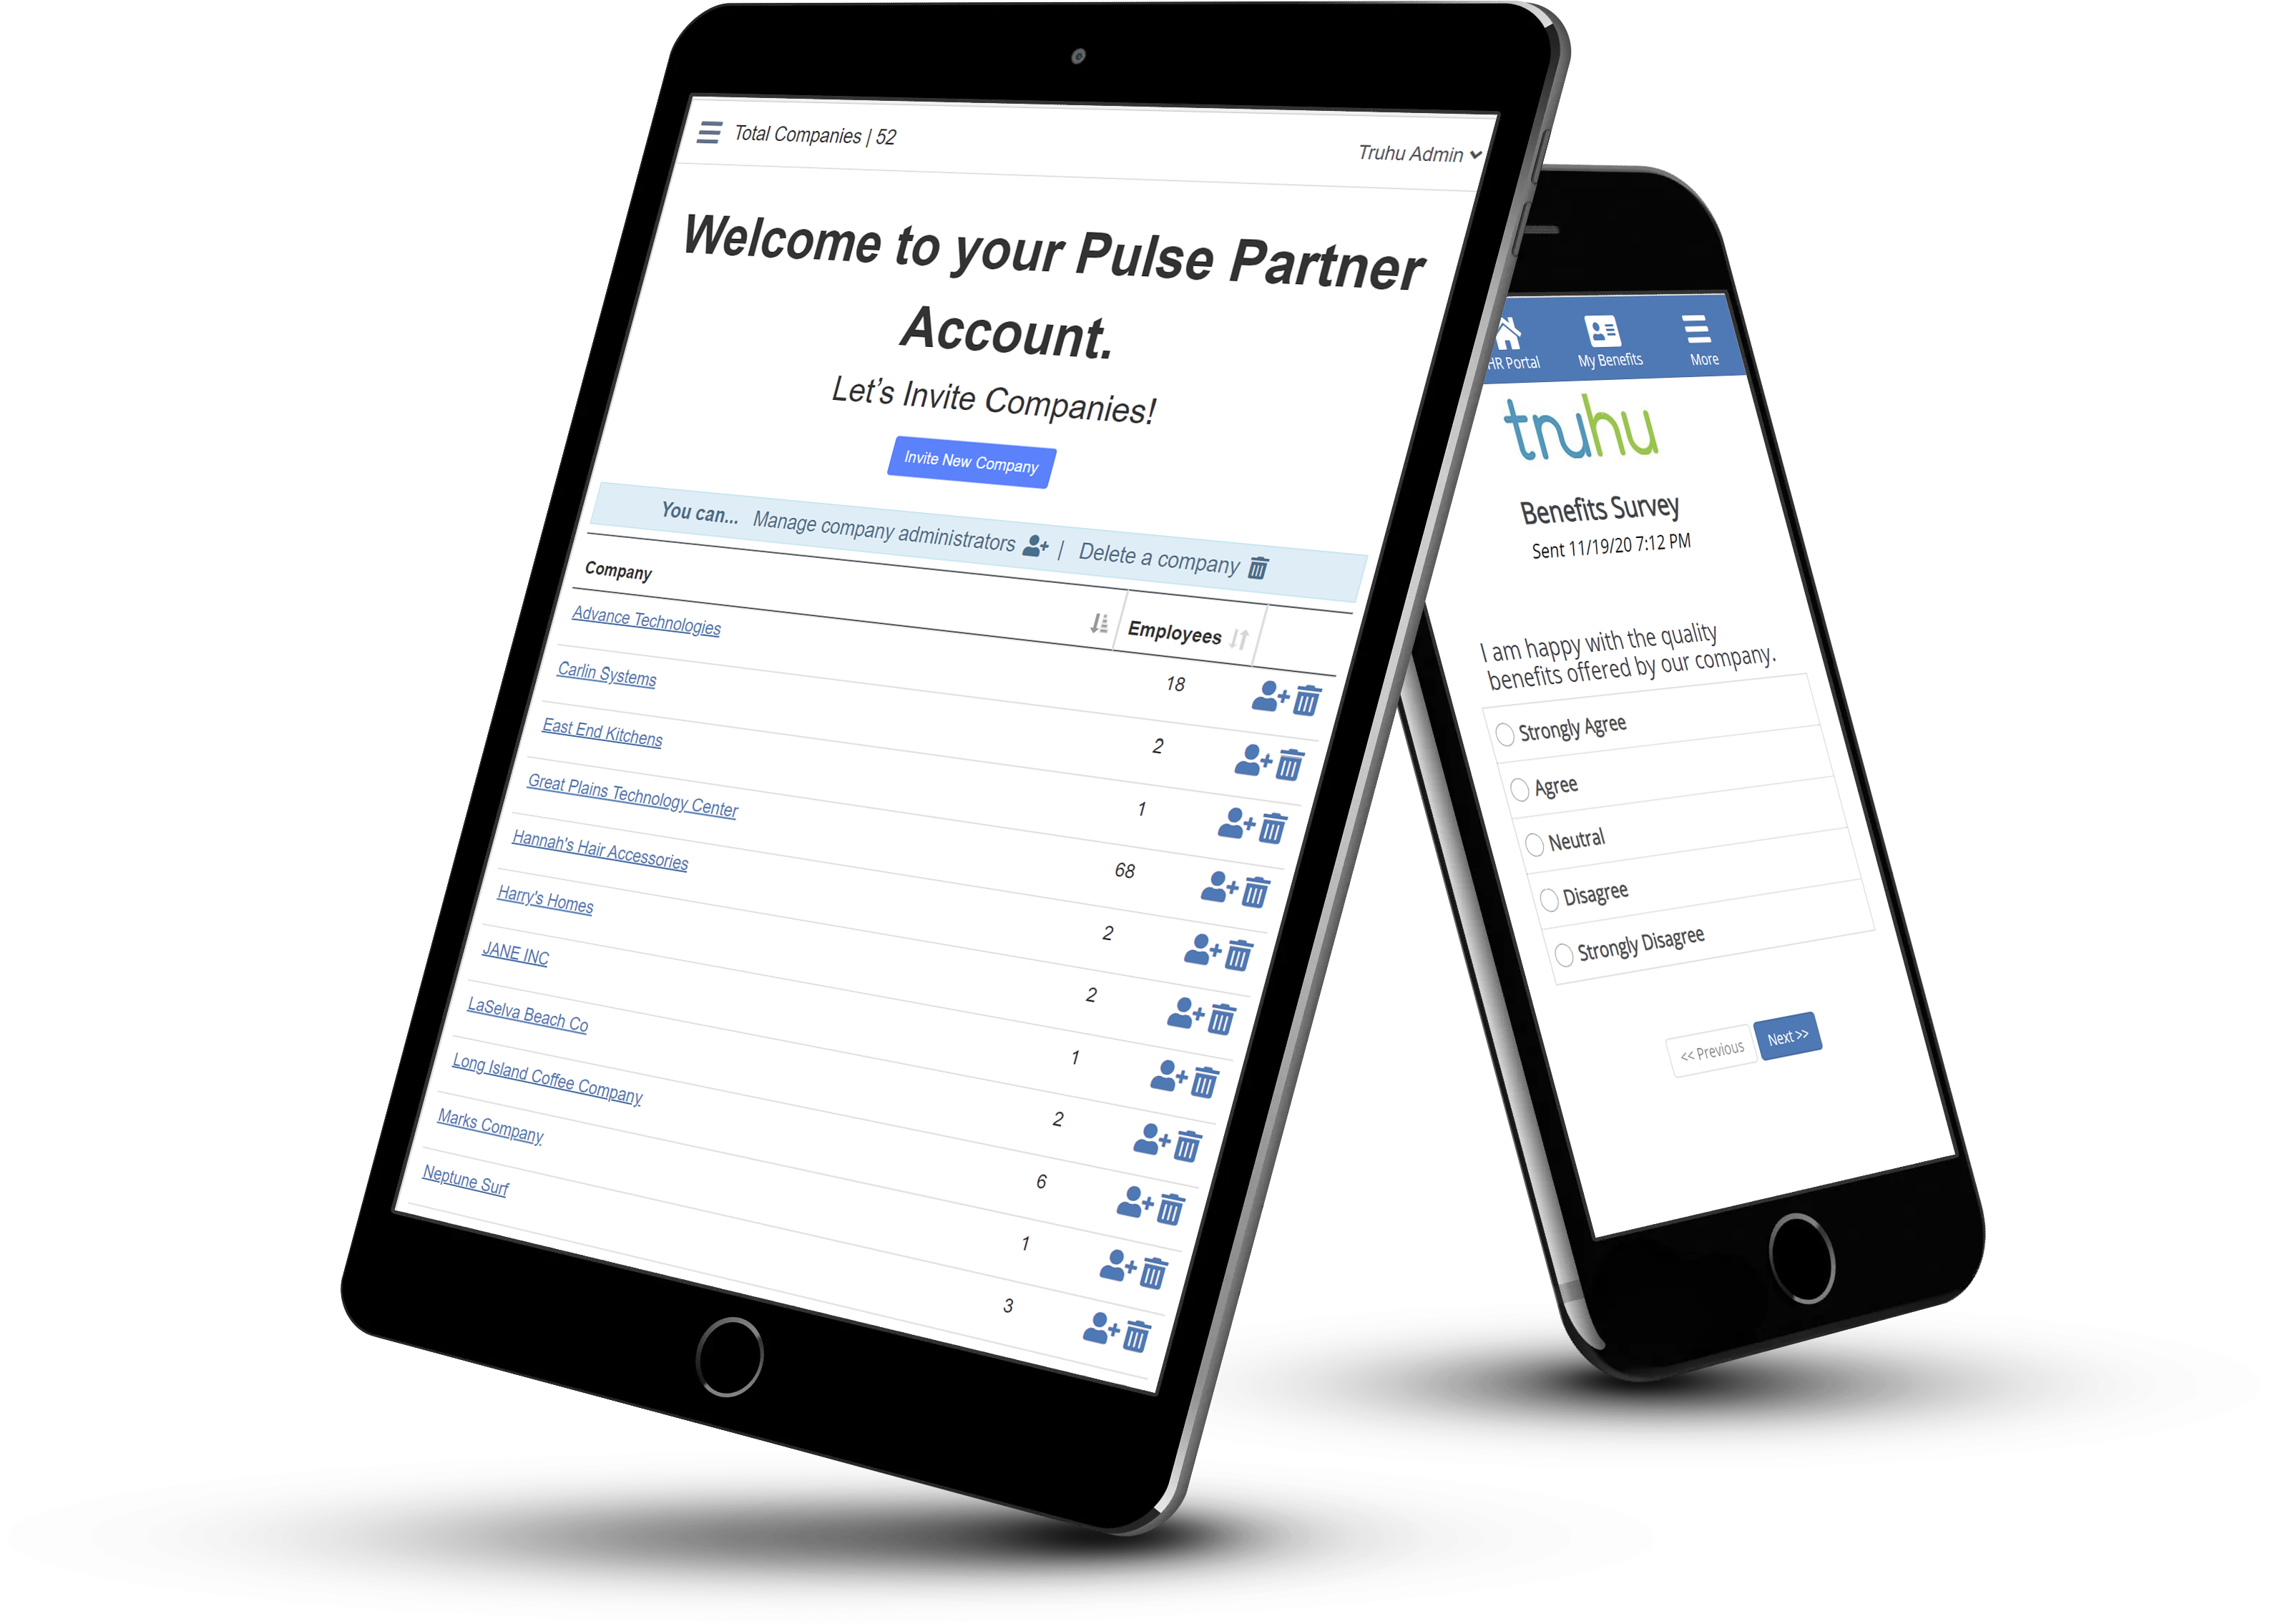 Total Companies | 52
Truhu Admin
Welcome to your Pulse Partner
Account.
Let's Invite Companies!
Invite New Company
You can... Manage company administrators | Delete a company
Company
Employees
Advance Technologies 18
Carlin Systems 2
East End Kitchens 1
Great Plains Technology Center 68
Hannah's Hair Accessories 2
Harry's Homes 2
JANE INC 1
LaSelva Beach Co 2
Long Island Coffee Company 6
Marks Company 1
Neptune Surf 3
HR Portal
My Benefits
More
truhu
Benefits Survey
Sent 11/19/20 7:12 PM
I am happy with the quality
benefits offered by our company.
Strongly Agree
Agree
Neutral
Disagree
Strongly Disagree
<< Previous
Next >>